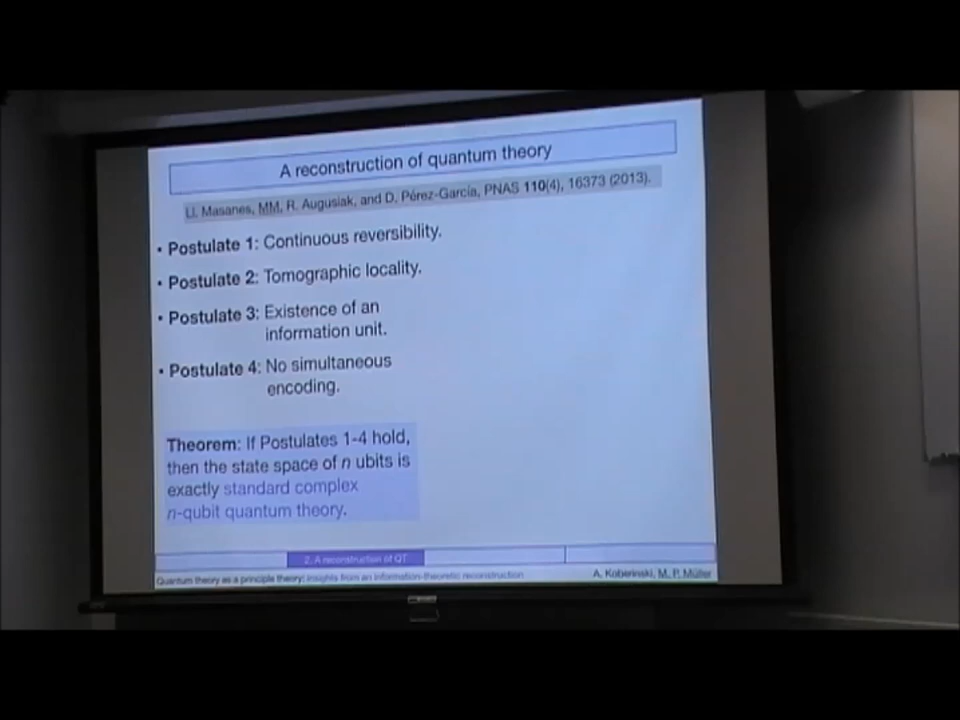 A reconstruction of quantum theory
Ll. Masanes, MM, R. Augusiak, and D. Pérez-García, PNAS 110(4), 16373 (2013).
• Postulate 1: Continuous reversibility.
• Postulate 2: Tomographic locality.
• Postulate 3: Existence of an
information unit.
• Postulate 4: No simultaneous
encoding.
Theorem: If Postulates 1-4 hold,
then the state space of n ubits is
exactly standard complex
n-qubit quantum theory.
2. A reconstruction of QT
Quantum theory as a principle theory: insights from an information-theoretic reconstruction
A. Koberinski, M. P. Müller